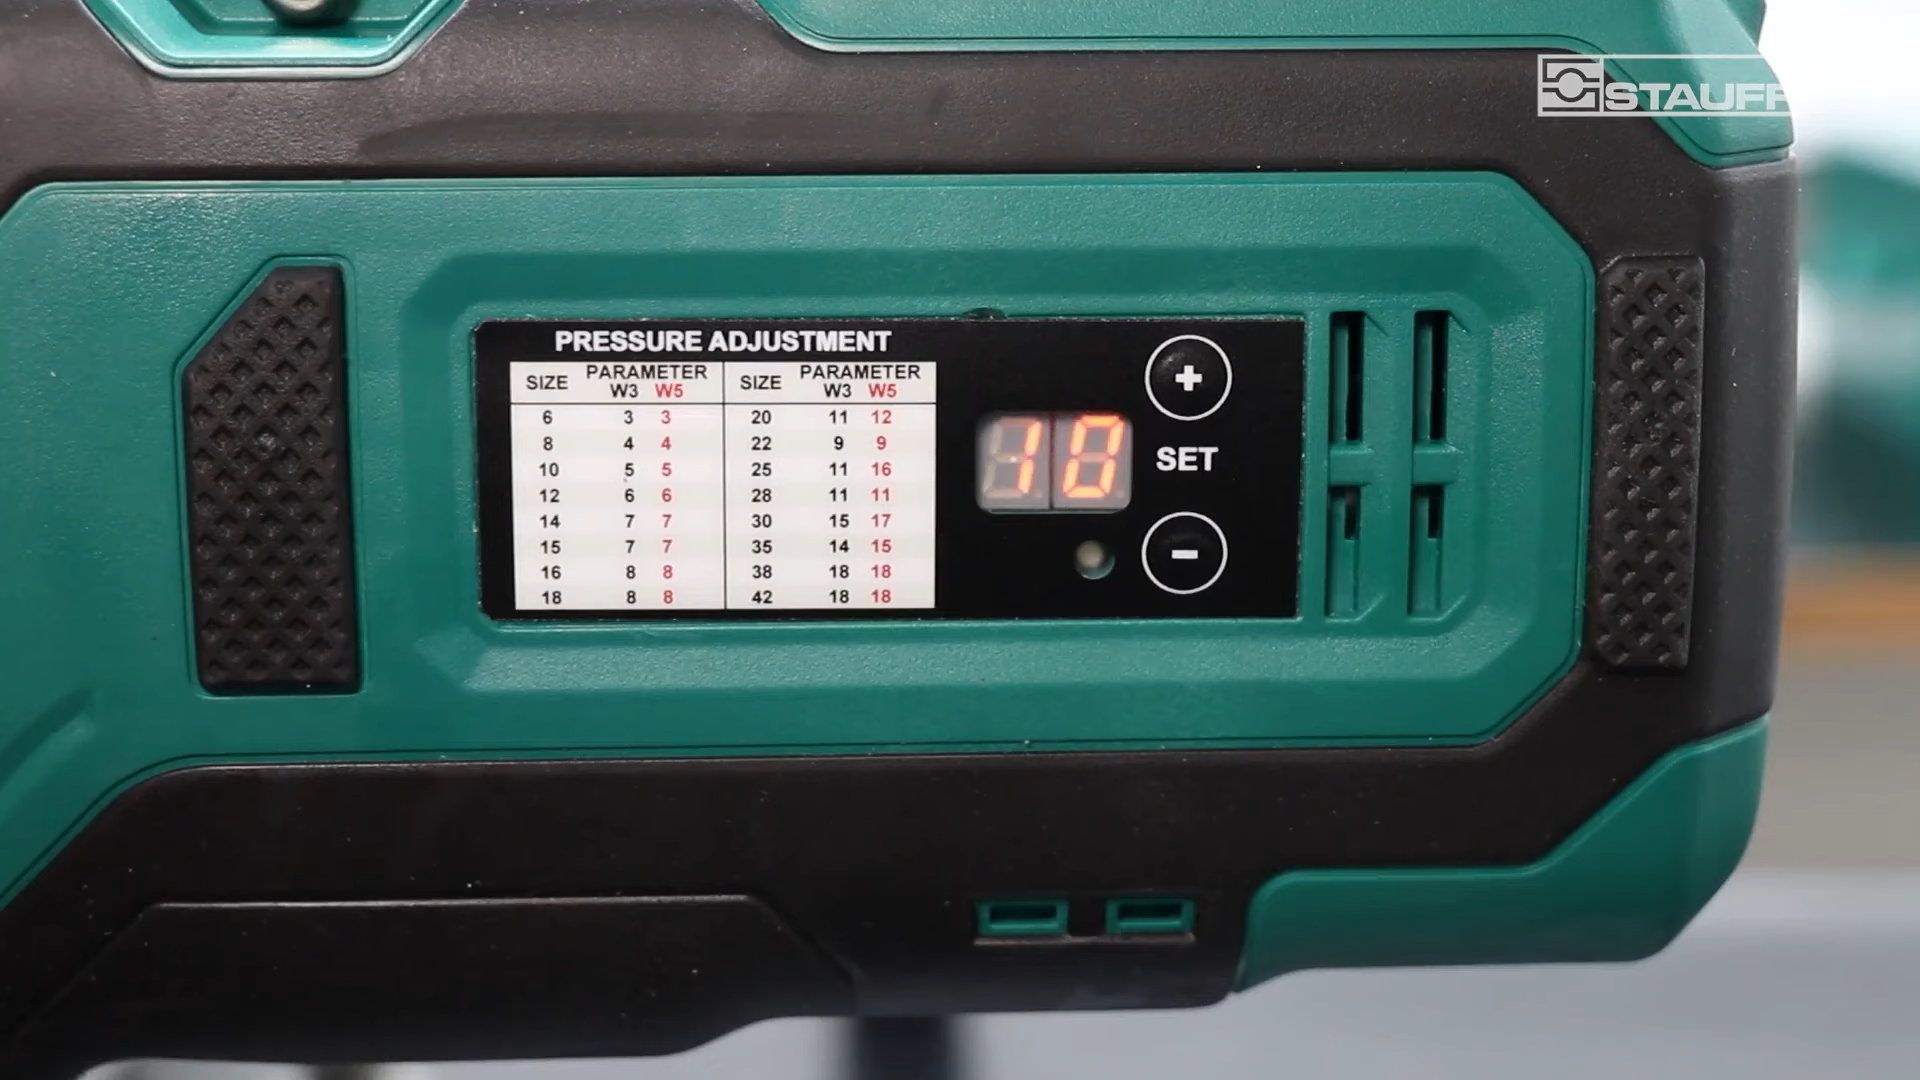 STAUFF
PRESSURE ADJUSTMENT
SIZE PARAMETER SIZE PARAMETER
W3 W5 W3 W5
6 3 3 20 11 12
8 4 4 22 9 9
10 5 5 25 11 16
12 6 6 28 11 11
14 7 7 30 15 17
15 7 7 35 14 15
16 8 8 38 18 18
18 8 8 42 18 18
10
+
SET
-